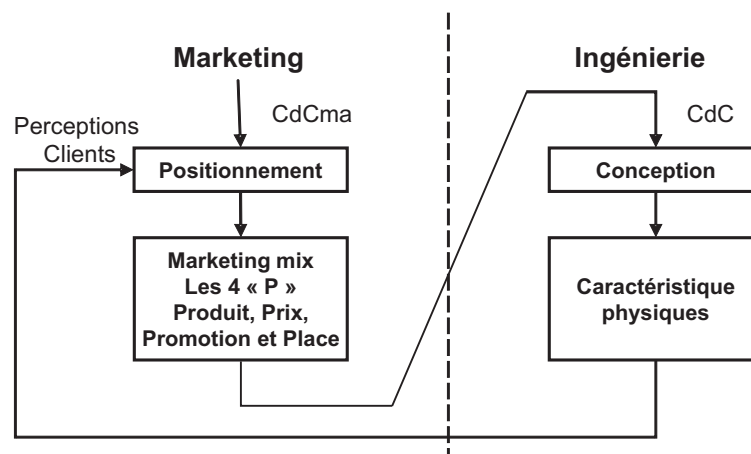 Marketing
Ingénierie
CdCma
CdC
Perceptions
Clients
Positionnement
Conception
Marketing mix
Les 4 « P »
Produit, Prix,
Promotion et Place
Caractéristique
physiques